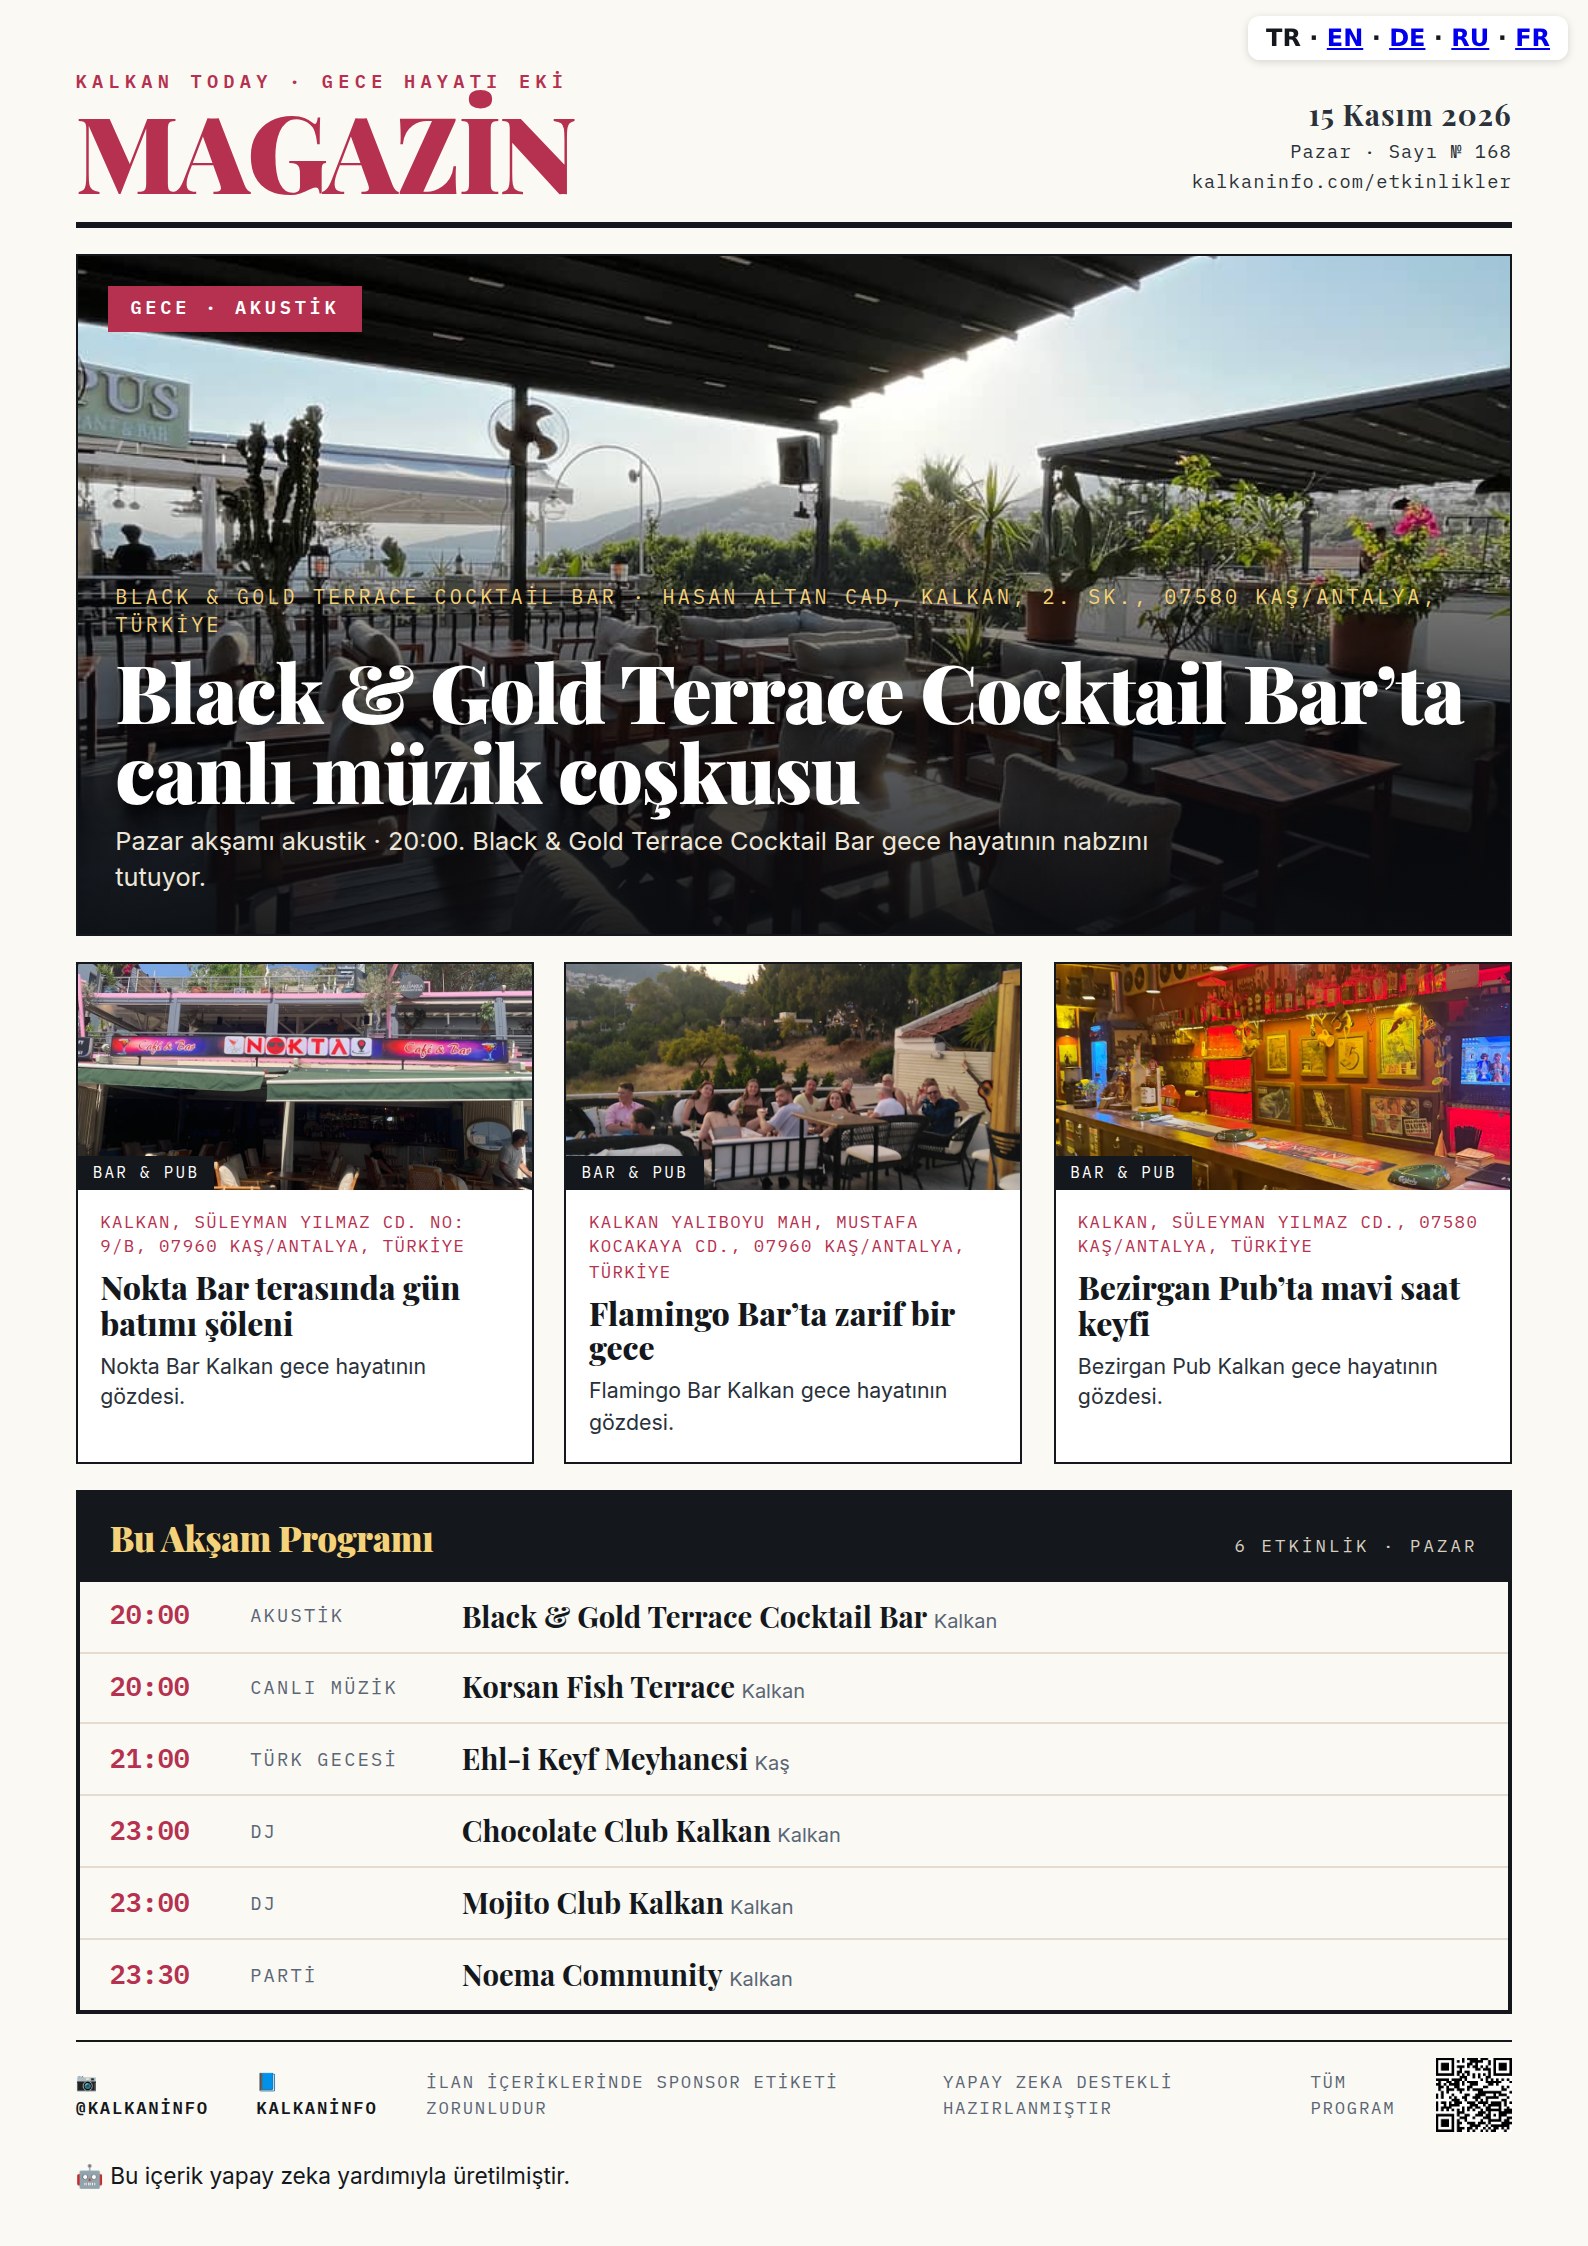 TR · EN · DE · RU · FR
KALKAN TODAY · GECE HAYATI EKİ
MAGAZİN
15 Kasım 2026
Pazar · Sayı № 168
kalkaninfo.com/etkinlikler
GECE · AKUSTİK
PUS
ANT & BAR
BLACK & GOLD TERRACE COCKTAİL BAR · HASAN ALTAN CAD, KALKAN, 2. SK., 07580 KAŞ/ANTALYA,
TÜRKİYE
Black & Gold Terrace Cocktail Bar’ta
canlı müzik coşkusu
Pazar akşamı akustik · 20:00. Black & Gold Terrace Cocktail Bar gece hayatının nabzını
tutuyor.
Café & Bar NOKTA Café & Bar
BAR & PUB
KALKAN, SÜLEYMAN YILMAZ CD. NO:
9/B, 07960 KAŞ/ANTALYA, TÜRKİYE
Nokta Bar terasında gün
batımı şöleni
Nokta Bar Kalkan gece hayatının
gözdesi.
BAR & PUB
KALKAN YALIBOYU MAH, MUSTAFA
KOCAKAYA CD., 07960 KAŞ/ANTALYA,
TÜRKİYE
Flamingo Bar’ta zarif bir
gece
Flamingo Bar Kalkan gece hayatının
gözdesi.
BAR & PUB
KALKAN, SÜLEYMAN YILMAZ CD., 07580
KAŞ/ANTALYA, TÜRKİYE
Bezirgan Pub’ta mavi saat
keyfi
Bezirgan Pub Kalkan gece hayatının
gözdesi.
Bu Akşam Programı
6 ETKİNLİK · PAZAR
20:00 AKUSTİK Black & Gold Terrace Cocktail Bar Kalkan
20:00 CANLI MÜZİK Korsan Fish Terrace Kalkan
21:00 TÜRK GECESİ Ehl-i Keyf Meyhanesi Kaş
23:00 DJ Chocolate Club Kalkan Kalkan
23:00 DJ Mojito Club Kalkan Kalkan
23:30 PARTİ Noema Community Kalkan
@KALKANİNFO
KALKANİNFO
İLAN İÇERİKLERİNDE SPONSOR ETİKETİ
ZORUNLUDUR
YAPAY ZEKA DESTEKLİ
HAZIRLANMIŞTIR
TÜM
PROGRAM
Bu içerik yapay zeka yardımıyla üretilmiştir.